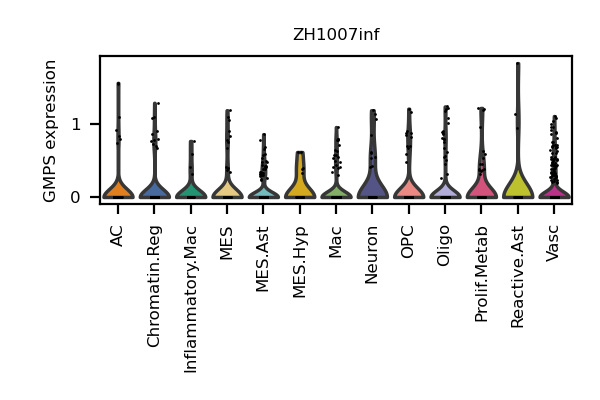 ZH1007inf
GMPS expression
1
0
AC
Chromatin.Reg
Inflammatory.Mac
MES
MES.Ast
MES.Hyp
Mac
Neuron
OPC
Oligo
Prolif.Metab
Reactive.Ast
Vasc